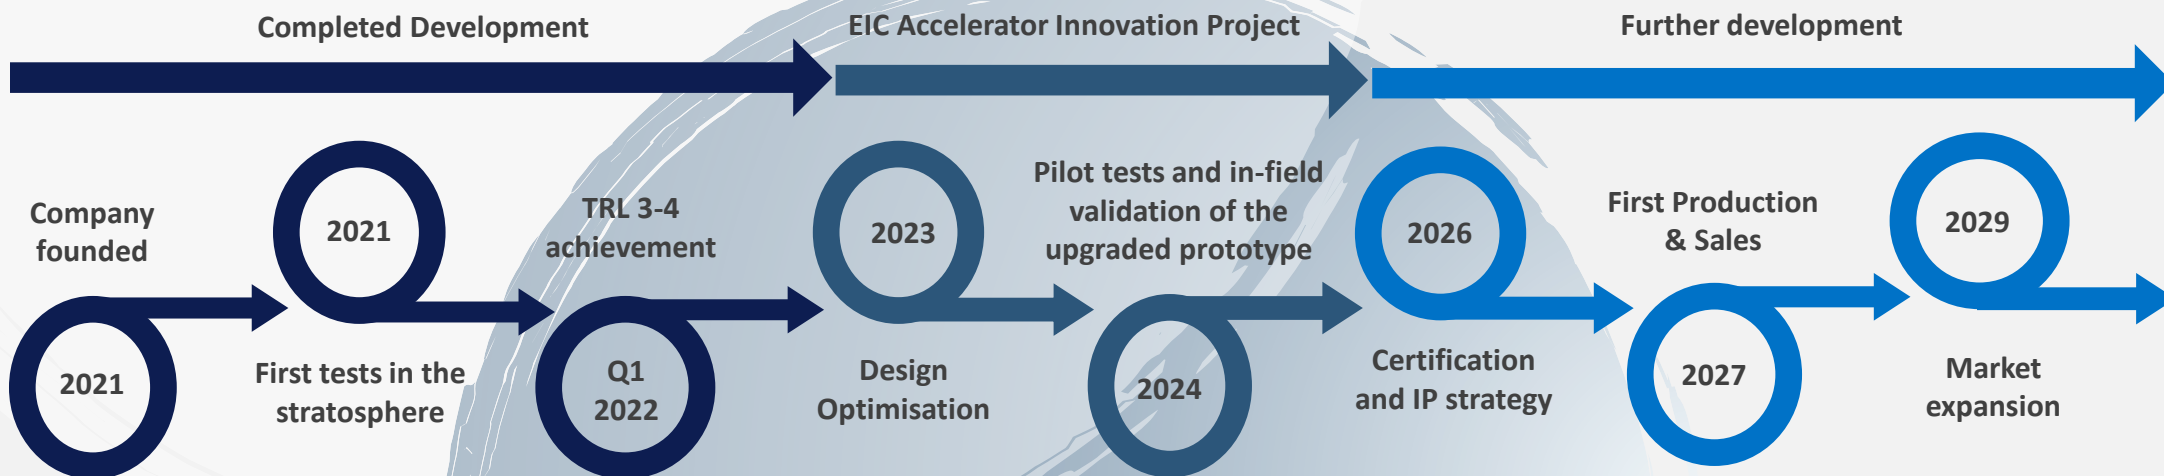 Completed Development
EIC Accelerator Innovation Project
Further development
Company
founded
2021
2021
First tests in the
stratosphere
TRL 3-4
achievement
Q1
2022
2023
Design
Optimisation
Pilot tests and in-field
validation of the
upgraded prototype
2024
2026
Certification
and IP strategy
First Production
& Sales
2027
2029
Market
expansion